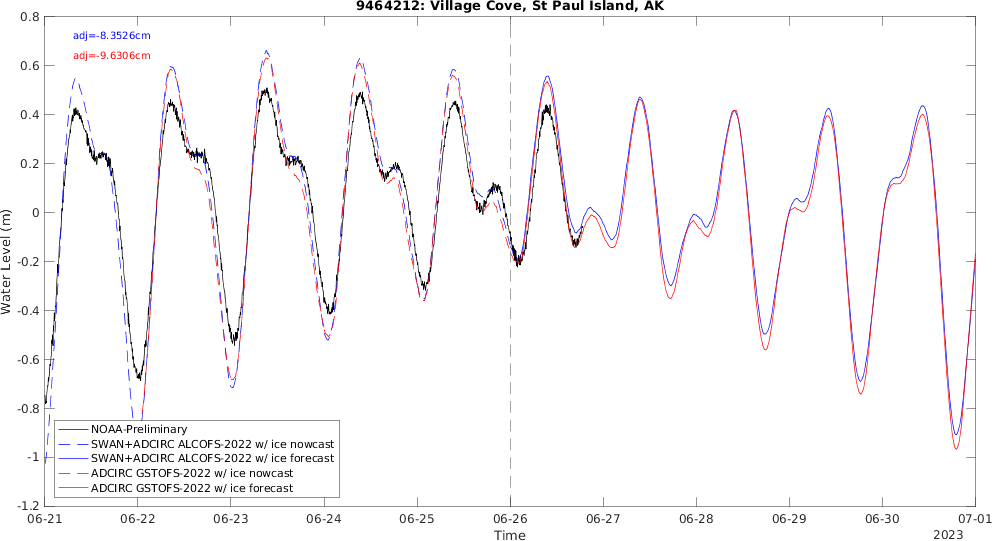 9464212: Village Cove, St Paul Island, AK
adj=-8.3526cm
adj=-9.6306cm
Water Level (m)
0.8
0.6
0.4
0.2
0
-0.2
-0.4
-0.6
-0.8
-1
-1.2
NOAA-Preliminary
SWAN+ADCIRC ALCOFS-2022 w/ ice nowcast
SWAN+ADCIRC ALCOFS-2022 w/ ice forecast
ADCIRC GSTOFS-2022 w/ ice nowcast
ADCIRC GSTOFS-2022 w/ ice forecast
06-21 06-22 06-23 06-24 06-25 06-26 06-27 06-28 06-29 06-30 07-01
Time
2023